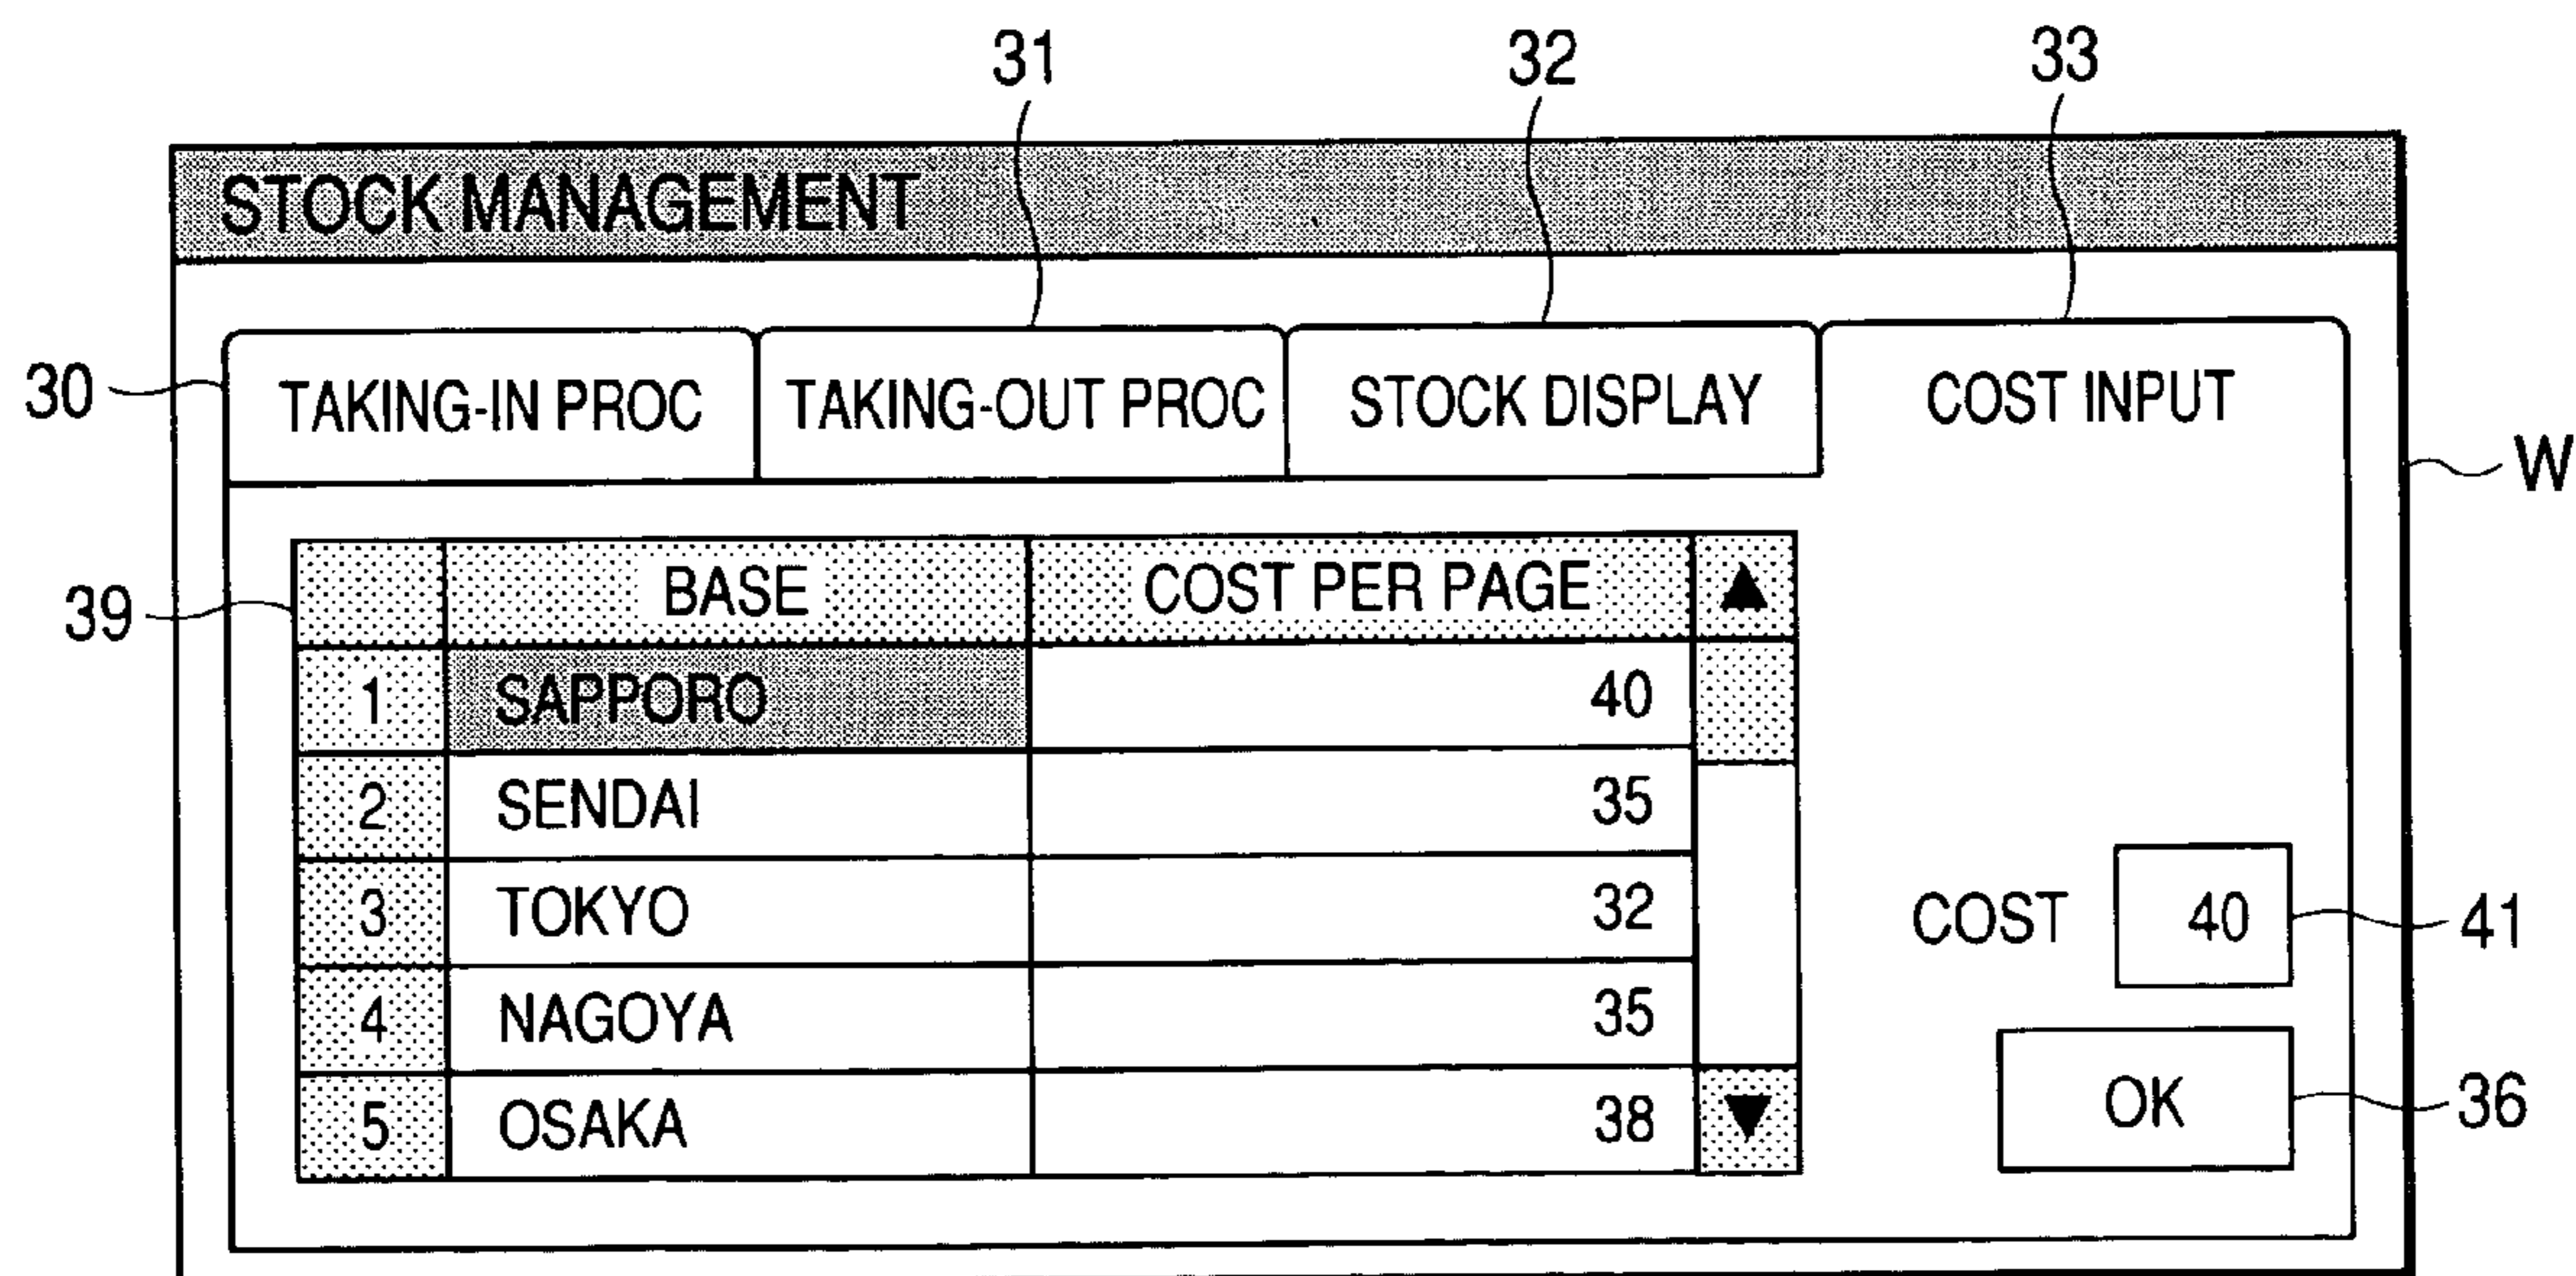 31 32 33
STOCK MANAGEMENT
30 TAKING-IN PROC TAKING-OUT PROC STOCK DISPLAY COST INPUT
W
39 BASE COST PER PAGE ▲
1 SAPPORO 40
2 SENDAI 35
3 TOKYO 32
COST 40 41
4 NAGOYA 35
5 OSAKA 38 ▼
OK 36